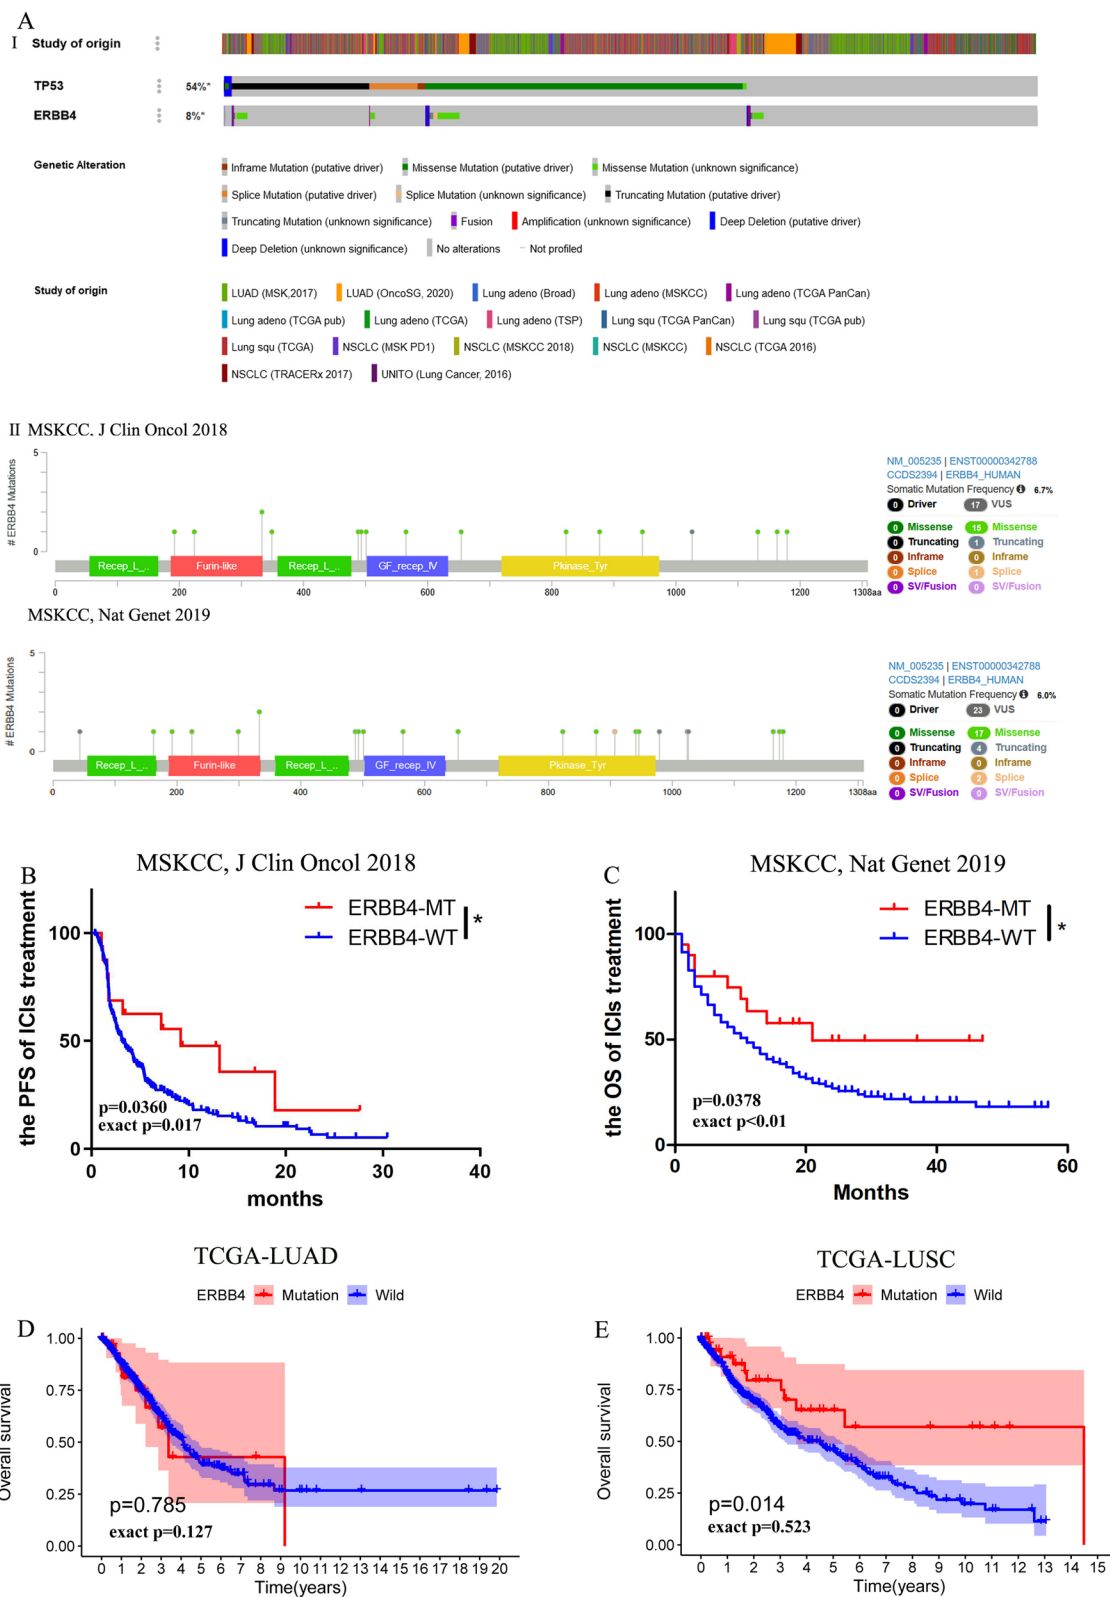 A
I Study of origin
TP53 54%*
ERBB4 8%*
Genetic Alteration
Inframe Mutation (putative driver) Missense Mutation (putative driver) Missense Mutation (unknown significance)
Splice Mutation (putative driver) Splice Mutation (unknown significance) Truncating Mutation (putative driver)
Truncating Mutation (unknown significance) Fusion Amplification (unknown significance) Deep Deletion (putative driver)
Deep Deletion (unknown significance) No alterations Not profiled
Study of origin
LUAD (MSK,2017) LUAD (OncoSG, 2020) Lung adeno (Broad) Lung adeno (MSKCC) Lung adeno (TCGA PanCan)
Lung adeno (TCGA pub) Lung adeno (TCGA) Lung adeno (TSP) Lung squ (TCGA PanCan) Lung squ (TCGA pub)
Lung squ (TCGA) NSCLC (MSK PD1) NSCLC (MSKCC 2018) NSCLC (MSKCC) NSCLC (TCGA 2016)
NSCLC (TRACERx 2017) UNITO (Lung Cancer, 2016)
II MSKCC. J Clin Oncol 2018
# ERBB4 Mutations
5
0
Recep_L_.. Furin-like Recep_L_.. GF_recep_IV Pkinase_Tyr
0 200 400 600 800 1000 1200 1308aa
NM_005235 | ENST00000342788
CCDS2394 | ERBB4_HUMAN
Somatic Mutation Frequency 6.7%
0 Driver 17 VUS
0 Missense 15 Missense
0 Truncating 1 Truncating
0 Inframe 0 Inframe
0 Splice 1 Splice
0 SV/Fusion 0 SV/Fusion
MSKCC, Nat Genet 2019
# ERBB4 Mutations
5
0
Recep_L_.. Furin-like Recep_L_.. GF_recep_IV Pkinase_Tyr
0 200 400 600 800 1000 1200 1308aa
NM_005235 | ENST00000342788
CCDS2394 | ERBB4_HUMAN
Somatic Mutation Frequency 6.0%
0 Driver 23 VUS
0 Missense 17 Missense
0 Truncating 4 Truncating
0 Inframe 0 Inframe
0 Splice 2 Splice
0 SV/Fusion 0 SV/Fusion
B
MSKCC, J Clin Oncol 2018
ERBB4-MT
ERBB4-WT
*
the PFS of ICIs treatment
100
50
0
p=0.0360
exact p=0.017
0 10 20 30 40
months
C
MSKCC, Nat Genet 2019
ERBB4-MT
ERBB4-WT
*
the OS of ICIs treatment
100
50
0
p=0.0378
exact p<0.01
0 20 40 60
Months
TCGA-LUAD
ERBB4 Mutation Wild
D
Overall survival
1.00
0.75
0.50
0.25
0.00
p=0.785
exact p=0.127
0 1 2 3 4 5 6 7 8 9 10 11 12 13 14 15 16 17 18 19 20
Time(years)
TCGA-LUSC
ERBB4 Mutation Wild
E
Overall survival
1.00
0.75
0.50
0.25
0.00
p=0.014
exact p=0.523
0 1 2 3 4 5 6 7 8 9 10 11 12 13 14 15
Time(years)